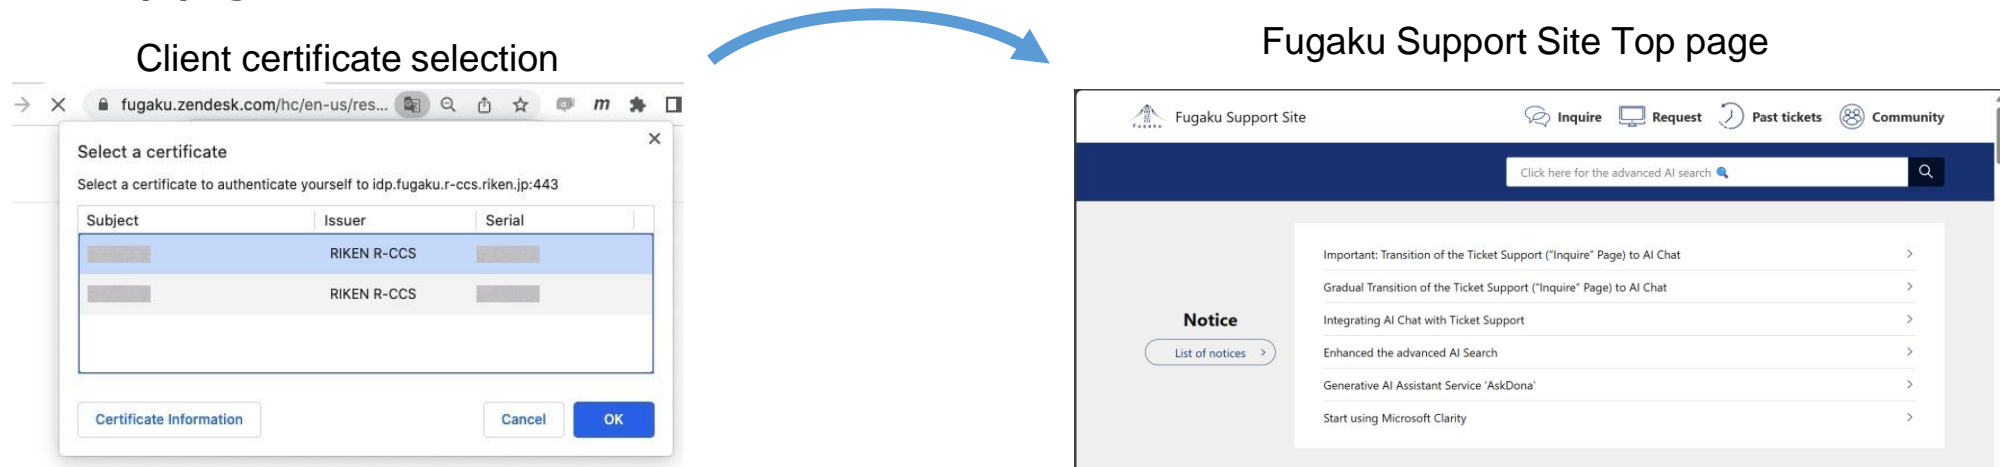 Client certificate selection
Fugaku Support Site Top page
fugaku.zendesk.com/hc/en-us/res...
m
Select a certificate
Select a certificate to authenticate yourself to idp.fugaku.r-ccs.riken.jp:443
Subject Issuer Serial
RIKEN R-CCS
RIKEN R-CCS
Certificate Information Cancel OK
Fugaku Fugaku Support Site Inquire Request Past tickets Community
Click here for the advanced AI search
Important: Transition of the Ticket Support ("Inquire" Page) to AI Chat
Gradual Transition of the Ticket Support ("Inquire" Page) to AI Chat
Notice
Integrating AI Chat with Ticket Support
List of notices
Enhanced the advanced AI Search
Generative AI Assistant Service 'AskDona'
Start using Microsoft Clarity